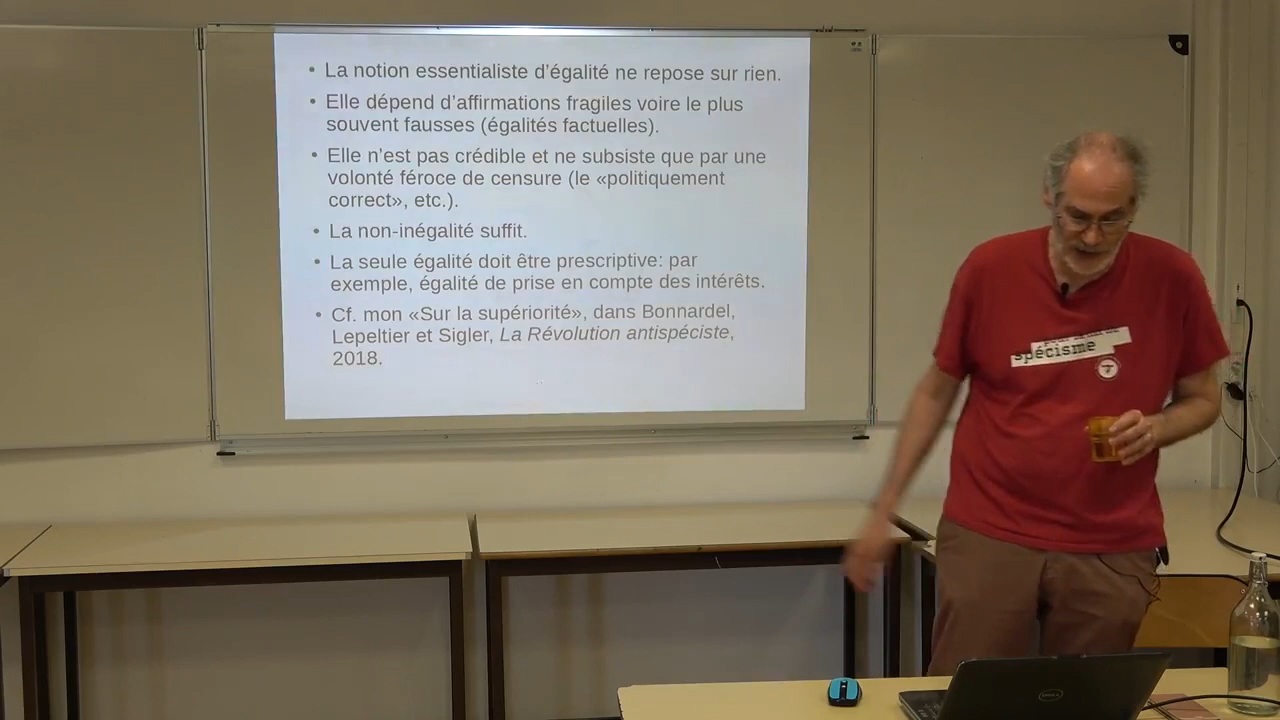 • La notion essentialiste d’égalité ne repose sur rien.
• Elle dépend d’affirmations fragiles voire le plus
souvent fausses (égalités factuelles).
• Elle n’est pas crédible et ne subsiste que par une
volonté féroce de censure (le «politiquement
correct», etc.).
• La non-inégalité suffit.
• La seule égalité doit être prescriptive: par
exemple, égalité de prise en compte des intérêts.
• Cf. mon «Sur la supériorité», dans Bonnardel,
Lepeltier et Sigler, La Révolution antispéciste,
2018.
spécisme
DELL